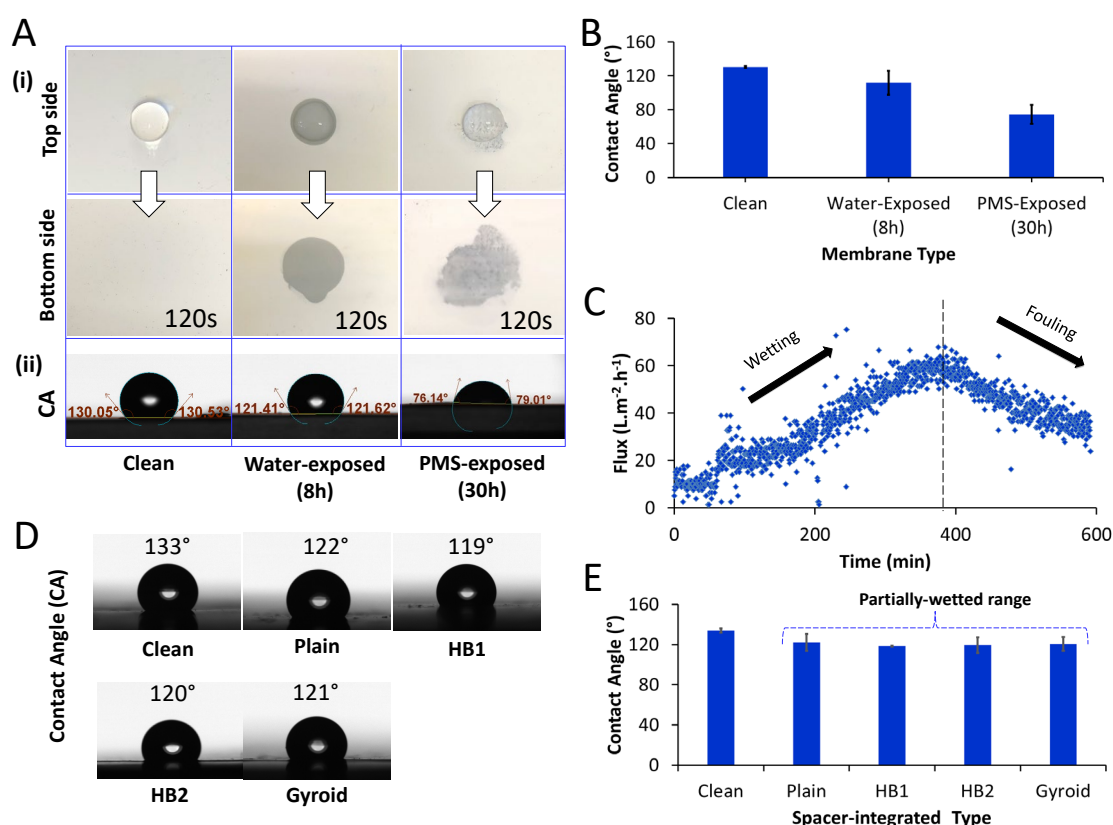 A
(i)
Top side
Bottom side
120s
120s
120s
(ii)
CA
130.05°
130.53°
121.41°
121.62°
76.14°
79.01°
Clean
Water-exposed
(8h)
PMS-exposed
(30h)
B
Contact Angle (°)
160
120
80
40
0
Clean
Water-Exposed
(8h)
PMS-Exposed
(30h)
Membrane Type
C
Flux (L.m⁻².h⁻¹)
80
60
40
20
0
Wetting
Fouling
0
200
400
600
Time (min)
D
Contact Angle (CA)
133°
122°
119°
Clean
Plain
HB1
120°
121°
HB2
Gyroid
E
Contact Angle (°)
160
120
80
40
0
Partially-wetted range
Clean
Plain
HB1
HB2
Gyroid
Spacer-integrated Type